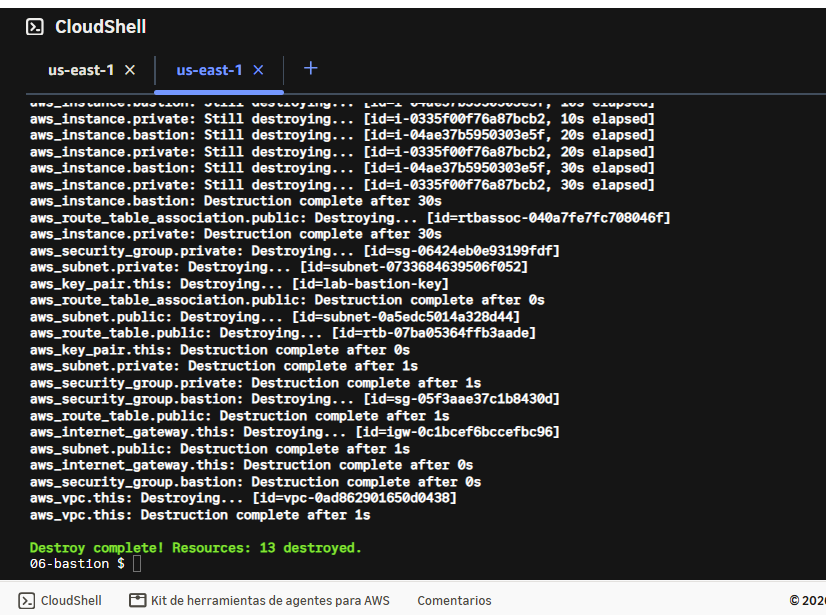 CloudShell
us-east-1 × us-east-1 × +
aws_instance.bastion: Still destroying... [id=i-04ae37b5950303e5f, 10s elapsed]
aws_instance.private: Still destroying... [id=i-0335f00f76a87bcb2, 10s elapsed]
aws_instance.bastion: Still destroying... [id=i-04ae37b5950303e5f, 20s elapsed]
aws_instance.private: Still destroying... [id=i-0335f00f76a87bcb2, 20s elapsed]
aws_instance.bastion: Still destroying... [id=i-04ae37b5950303e5f, 30s elapsed]
aws_instance.private: Still destroying... [id=i-0335f00f76a87bcb2, 30s elapsed]
aws_instance.bastion: Destruction complete after 30s
aws_route_table_association.public: Destroying... [id=rtbassoc-040a7fe7fc708046f]
aws_instance.private: Destruction complete after 30s
aws_security_group.private: Destroying... [id=sg-06424eb0e93199fdf]
aws_subnet.private: Destroying... [id=subnet-0733684639506f052]
aws_key_pair.this: Destroying... [id=lab-bastion-key]
aws_route_table_association.public: Destruction complete after 0s
aws_subnet.public: Destroying... [id=subnet-0a5edc5014a328d44]
aws_route_table.public: Destroying... [id=rtb-07ba05364ffb3aade]
aws_key_pair.this: Destruction complete after 0s
aws_subnet.private: Destruction complete after 1s
aws_security_group.private: Destruction complete after 1s
aws_security_group.bastion: Destroying... [id=sg-05f3aae37c1b8430d]
aws_route_table.public: Destruction complete after 1s
aws_internet_gateway.this: Destroying... [id=igw-0c1bcef6bccefbc96]
aws_subnet.public: Destruction complete after 1s
aws_internet_gateway.this: Destruction complete after 0s
aws_security_group.bastion: Destruction complete after 0s
aws_vpc.this: Destroying... [id=vpc-0ad862901650d0438]
aws_vpc.this: Destruction complete after 1s
Destroy complete! Resources: 13 destroyed.
06-bastion $
CloudShell Kit de herramientas de agentes para AWS Comentarios © 202